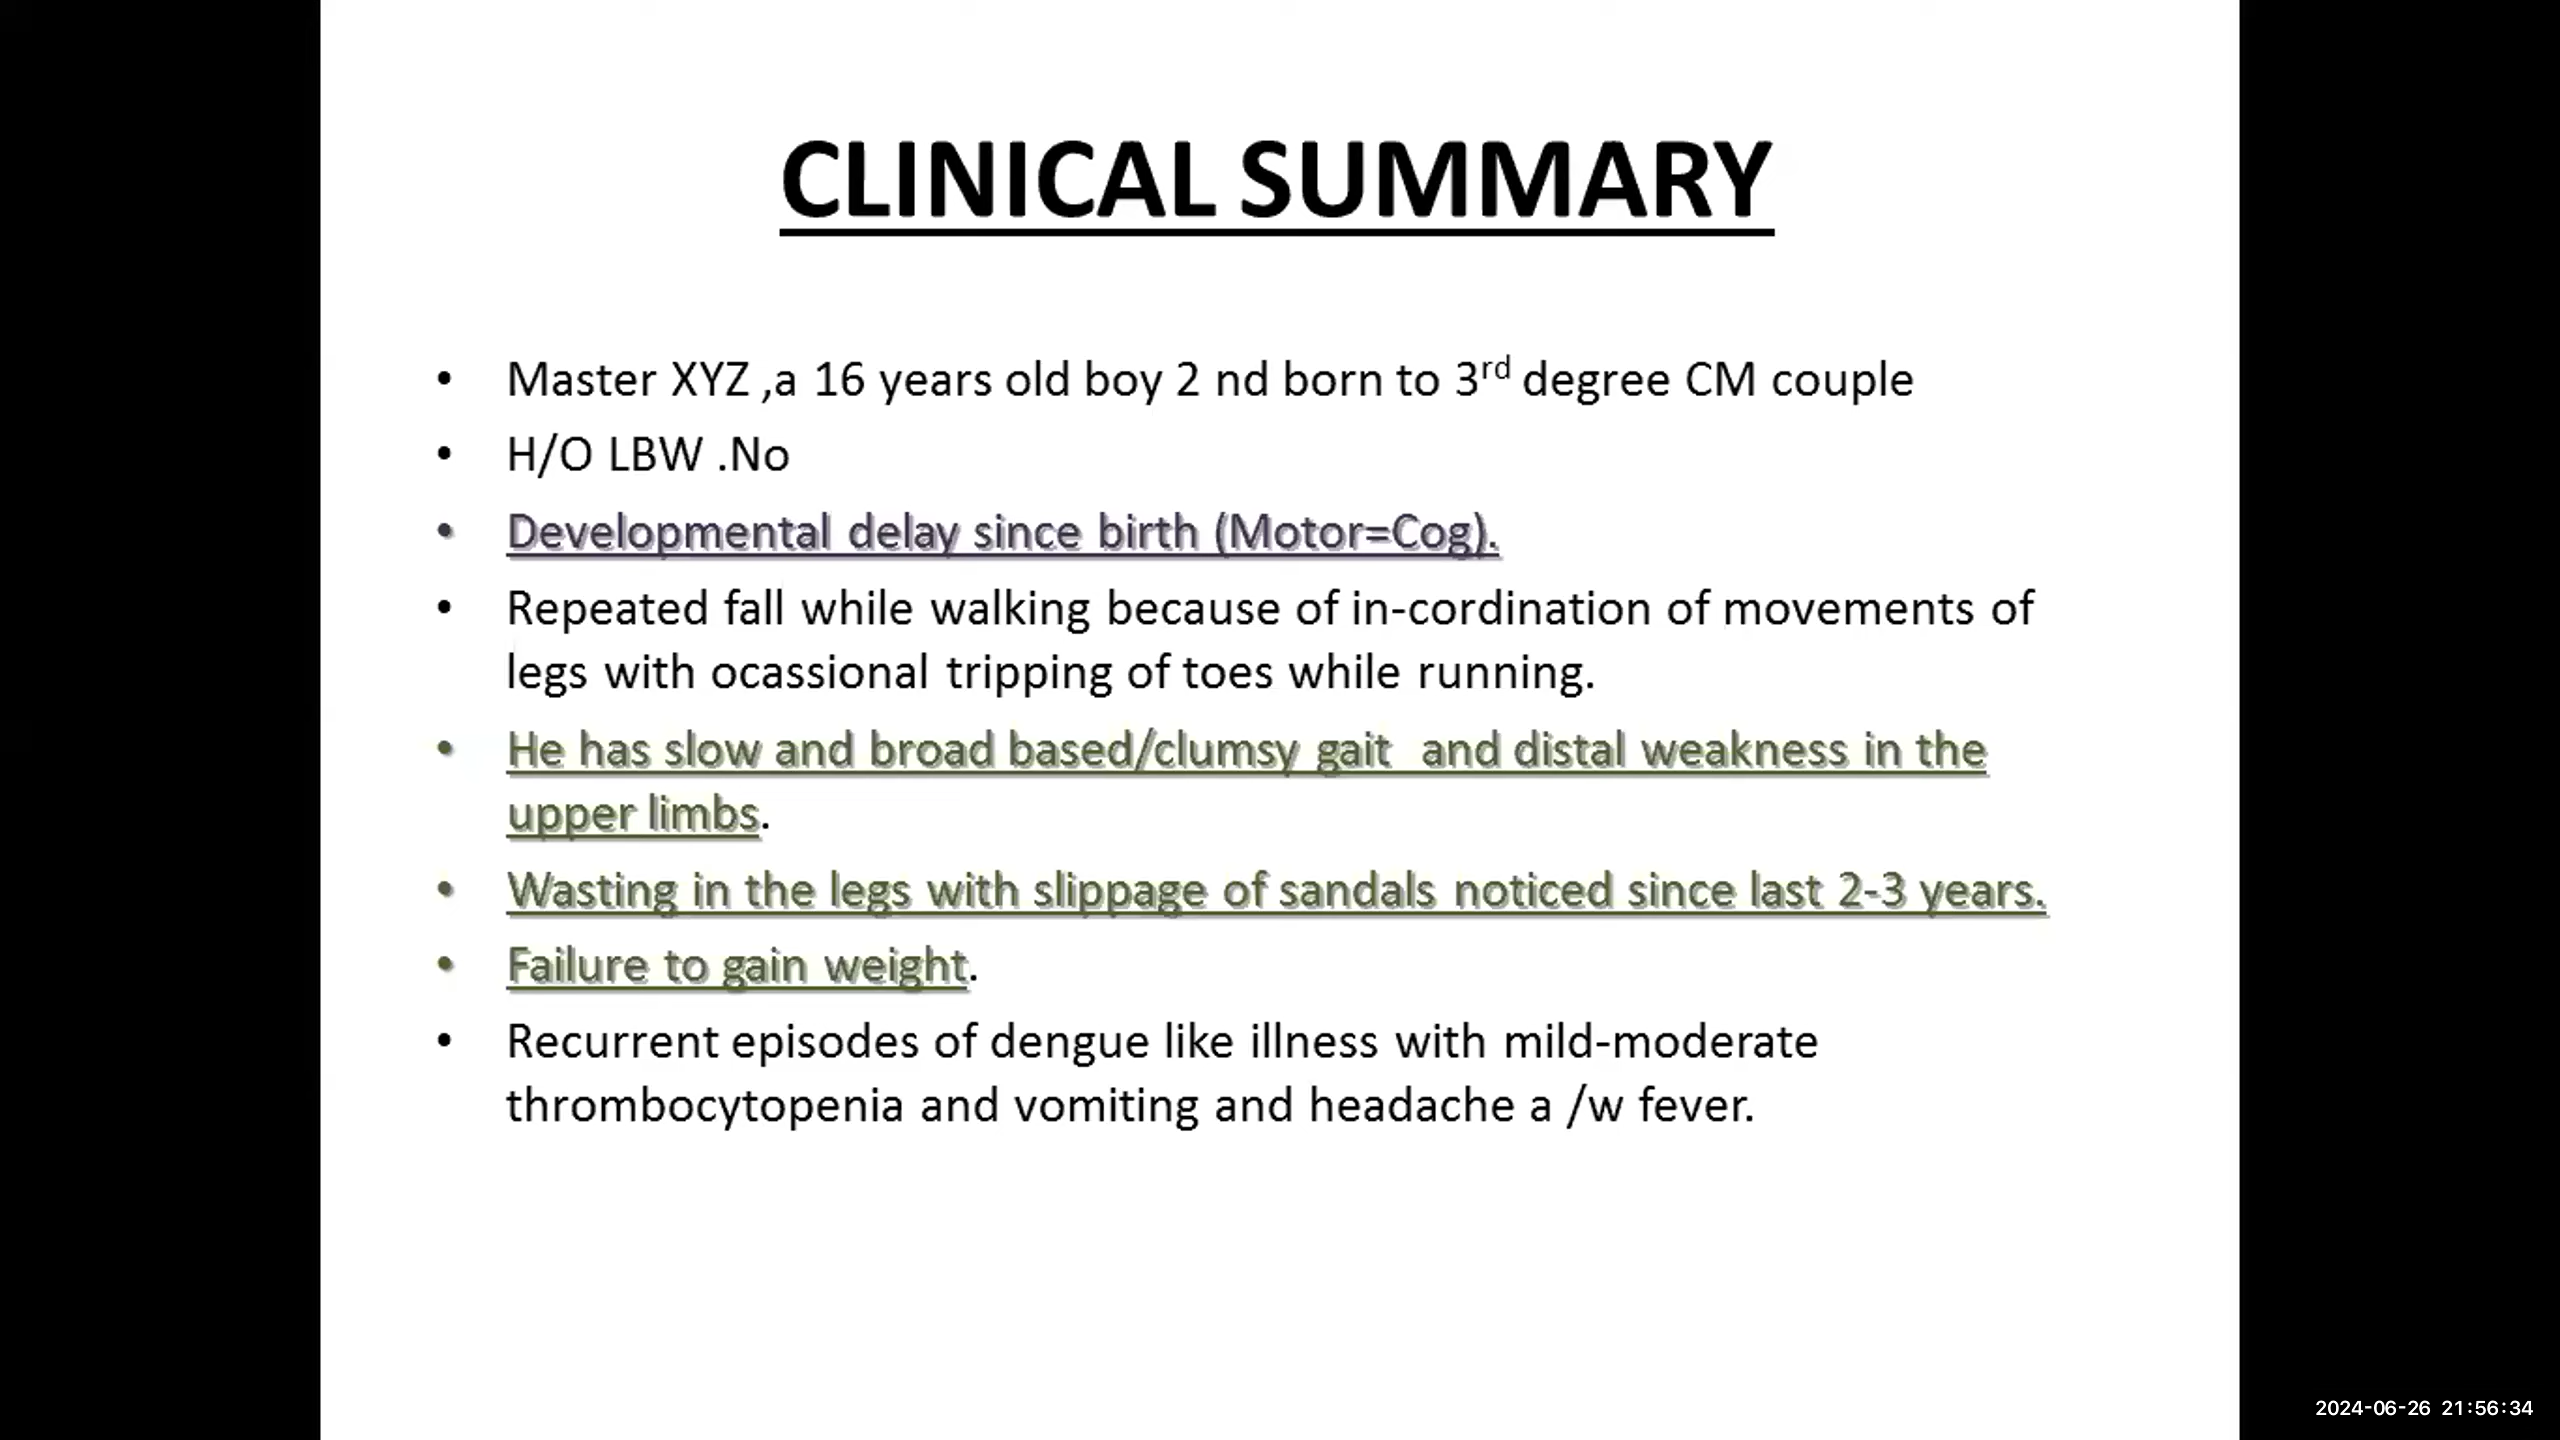 CLINICAL SUMMARY
• Master XYZ ,a 16 years old boy 2 nd born to 3rd degree CM couple
• H/O LBW .No
• Developmental delay since birth (Motor=Cog).
• Repeated fall while walking because of in-cordination of movements of
legs with ocassional tripping of toes while running.
• He has slow and broad based/clumsy gait and distal weakness in the
upper limbs.
• Wasting in the legs with slippage of sandals noticed since last 2-3 years.
• Failure to gain weight.
• Recurrent episodes of dengue like illness with mild-moderate
thrombocytopenia and vomiting and headache a /w fever.
2024-06-26 21:56:34